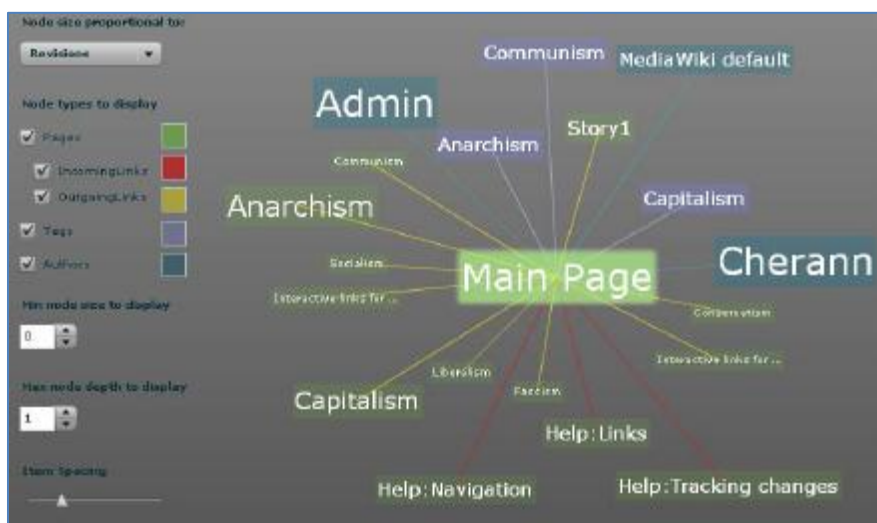 Node size proportional to:
Revisions
Node types to display
Pages
IncomingLinks
OutgoingLinks
Tags
Authors
Min node size to display
0
Max node depth to display
1
Item Spacing
Communism
MediaWiki default
Admin
Story1
Anarchism
Communism
Capitalism
Anarchism
Cherann
Socialism
Main Page
Interactive links for ...
Conservatism
Interactive links for ...
Liberalism
Fascism
Capitalism
Help:Links
Help:Navigation
Help:Tracking changes